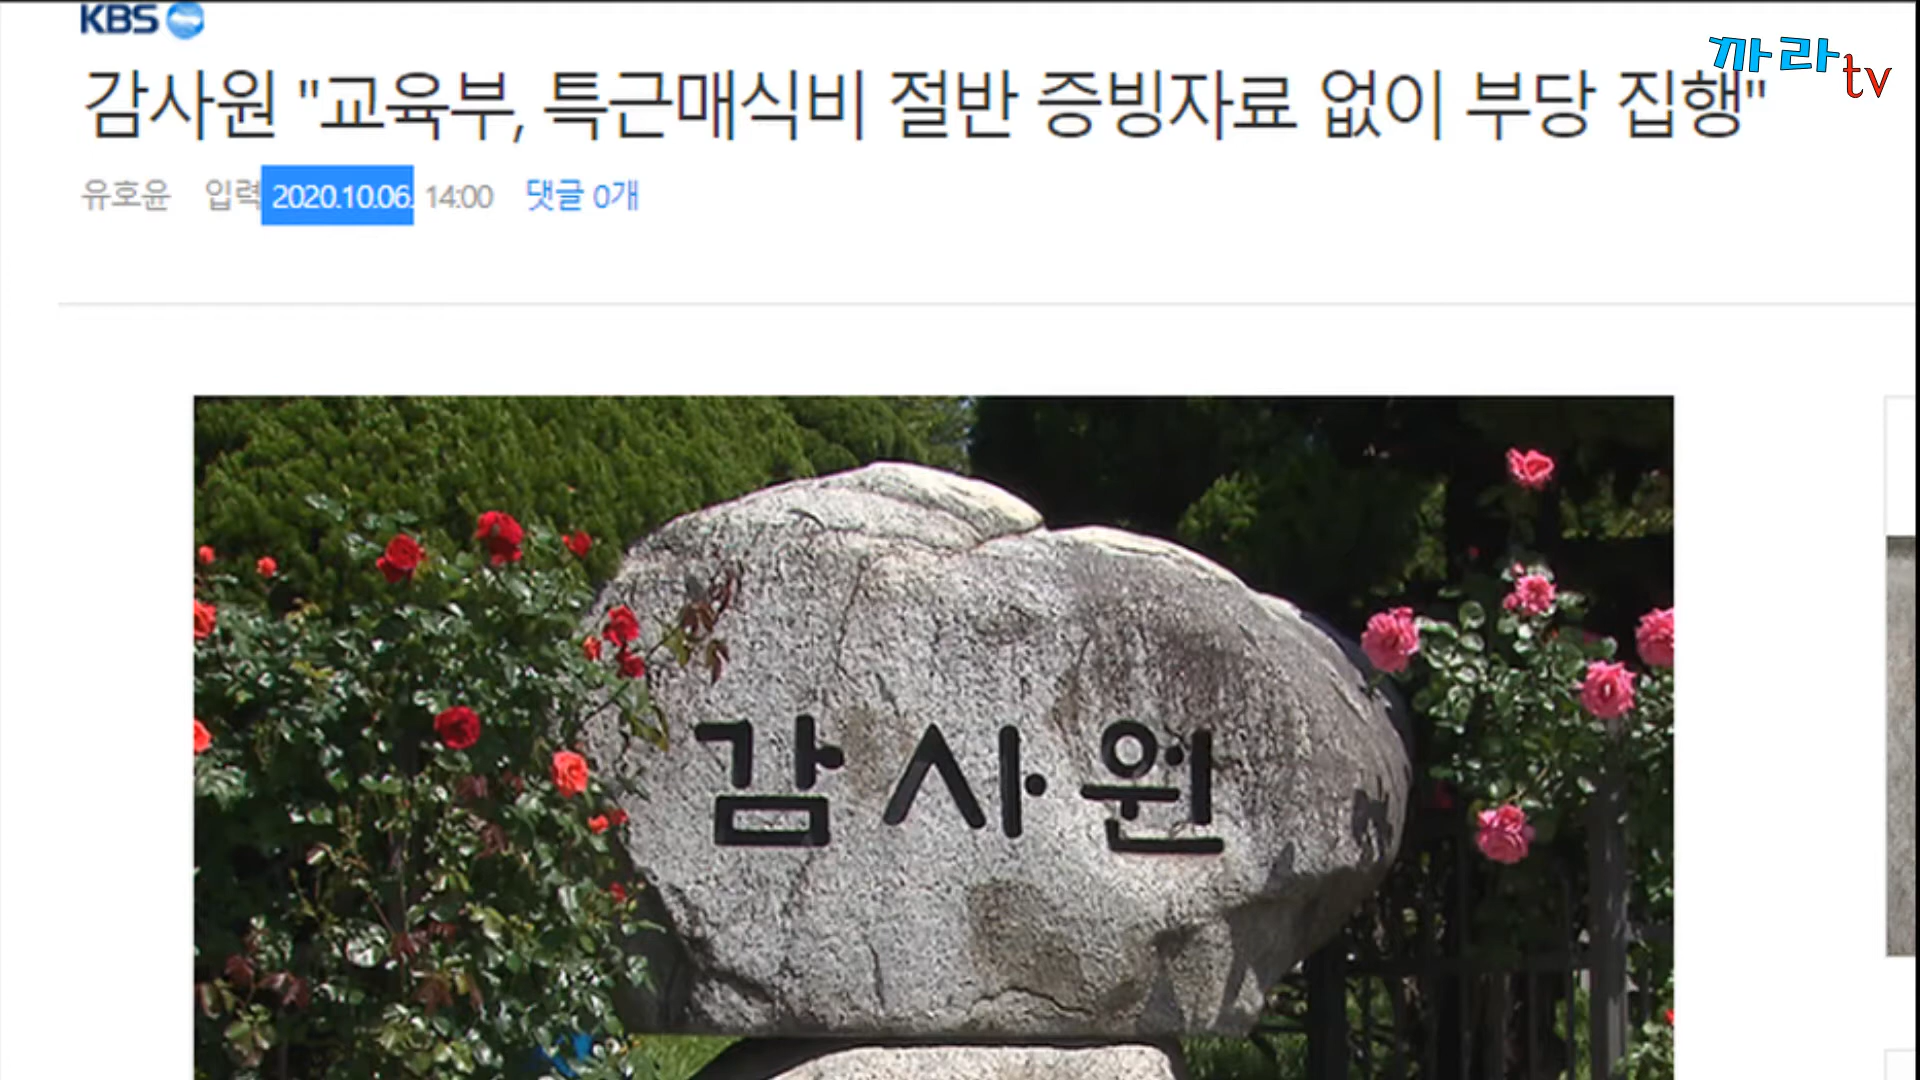 KBS
까라tv
감사원 "교육부, 특근매식비 절반 증빙자료 없이 부당 집행"
유호윤 입력 2020.10.06. 14:00 댓글 0개
감사원